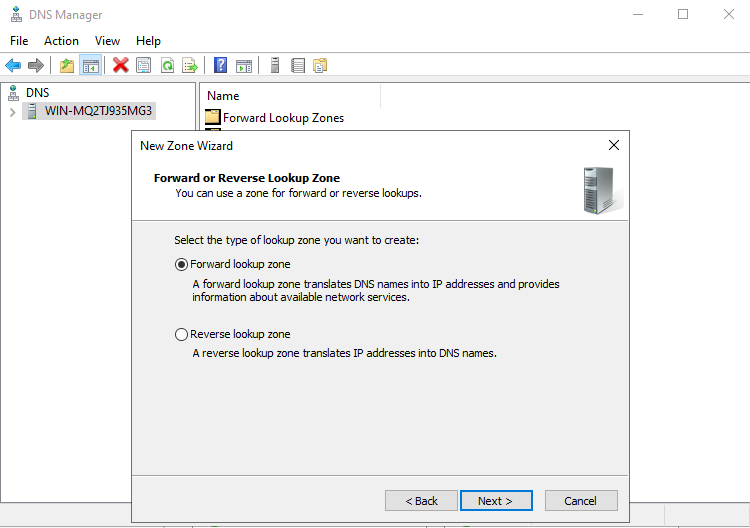 DNS Manager
File Action View Help
DNS
WIN-MQ2TJ935MG3
Name
Forward Lookup Zones
New Zone Wizard
Forward or Reverse Lookup Zone
You can use a zone for forward or reverse lookups.
Select the type of lookup zone you want to create:
Forward lookup zone
A forward lookup zone translates DNS names into IP addresses and provides
information about available network services.
Reverse lookup zone
A reverse lookup zone translates IP addresses into DNS names.
< Back Next > Cancel